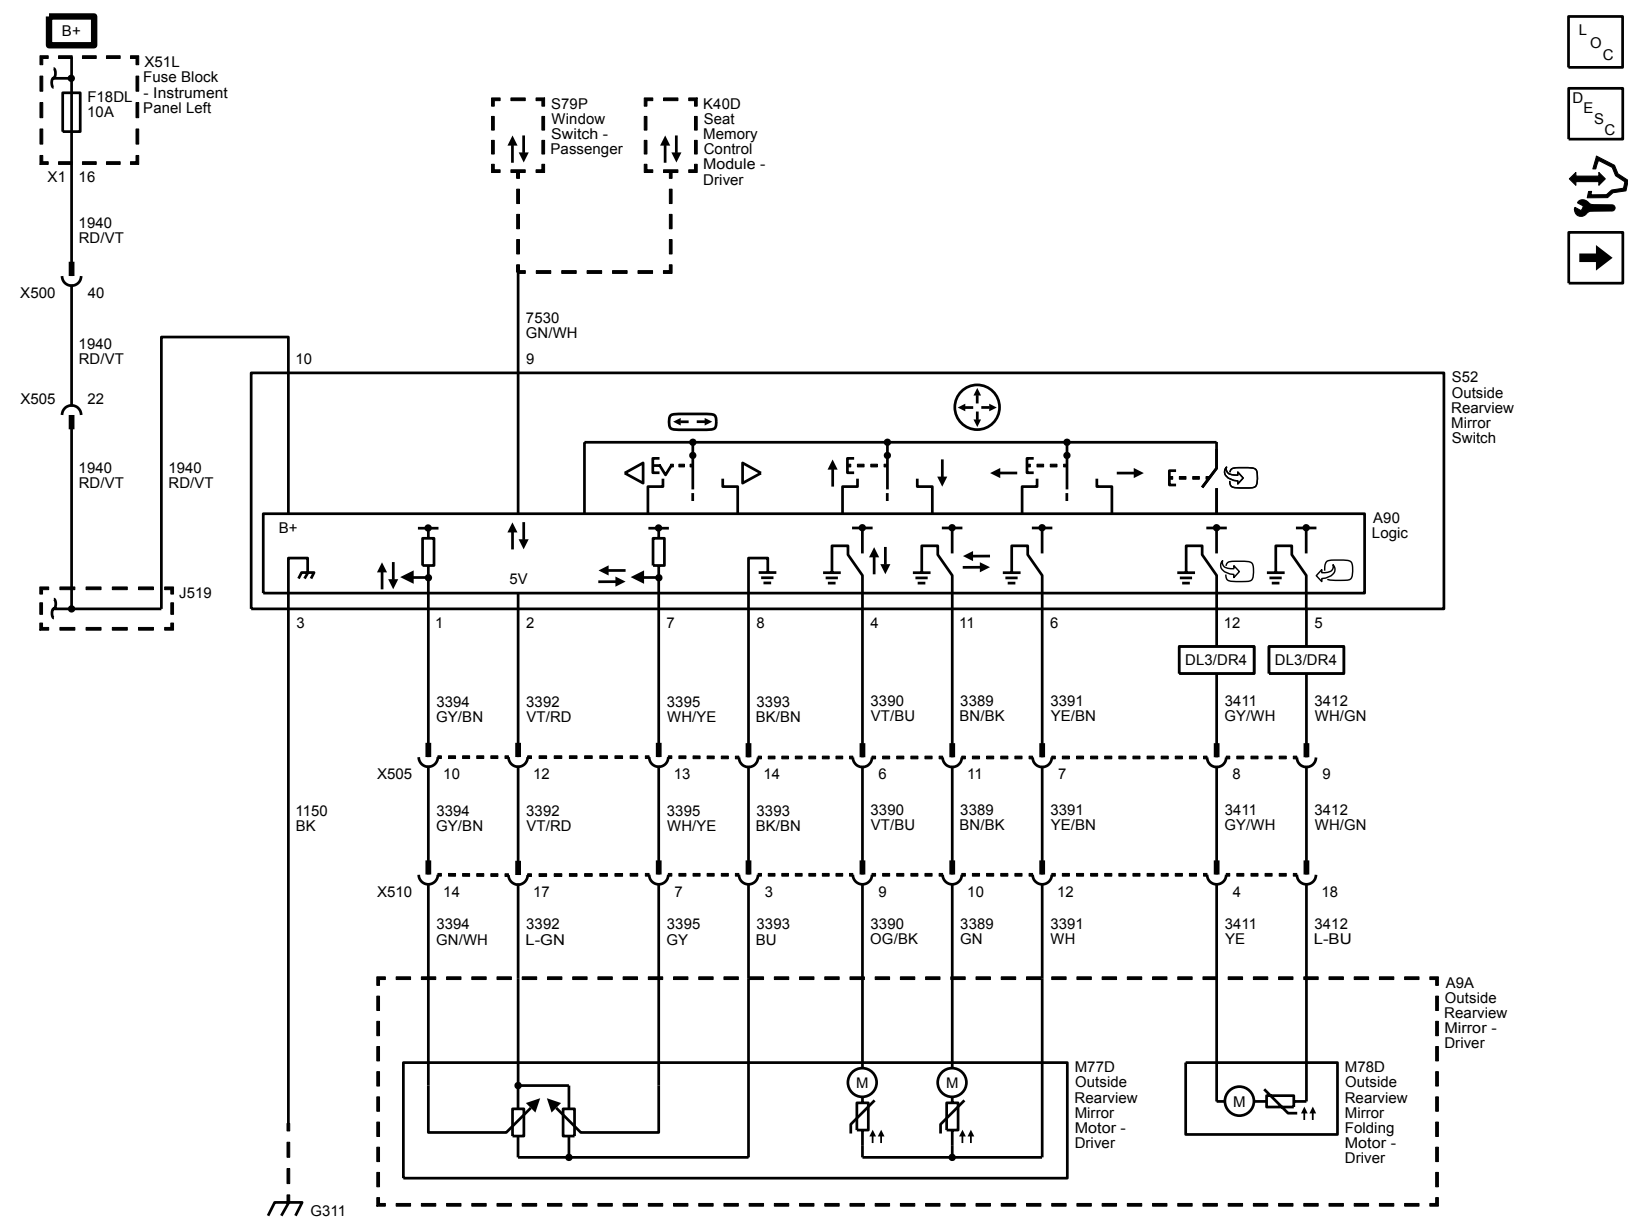 B+
X51L
Fuse Block
- Instrument
Panel Left
F18DL
10A
X1 16
1940
RD/VT
X500 40
1940
RD/VT
X505 22
1940
RD/VT
1940
RD/VT
J519
S79P
Window
Switch -
Passenger
K40D
Seat
Memory
Control
Module -
Driver
LOC
DESC
7530
GN/WH
10 9
S52
Outside
Rearview
Mirror
Switch
A90
Logic
B+
5V
3 1 2 7 8 4 11 6 12 5
DL3/DR4 DL3/DR4
3394 3392 3395 3393 3390 3389 3391 3411 3412
GY/BN VT/RD WH/YE BK/BN VT/BU BN/BK YE/BN GY/WH WH/GN
X505 10 12 13 14 6 11 7 8 9
1150
BK
3394 3392 3395 3393 3390 3389 3391 3411 3412
GY/BN VT/RD WH/YE BK/BN VT/BU BN/BK YE/BN GY/WH WH/GN
X510 14 17 7 3 9 10 12 4 18
3394 3392 3395 3393 3390 3389 3391 3411 3412
GN/WH L-GN GY BU OG/BK GN WH YE L-BU
A9A
Outside
Rearview
Mirror -
Driver
M M
M77D
Outside
Rearview
Mirror
Motor -
Driver
M
M78D
Outside
Rearview
Mirror
Folding
Motor -
Driver
G311